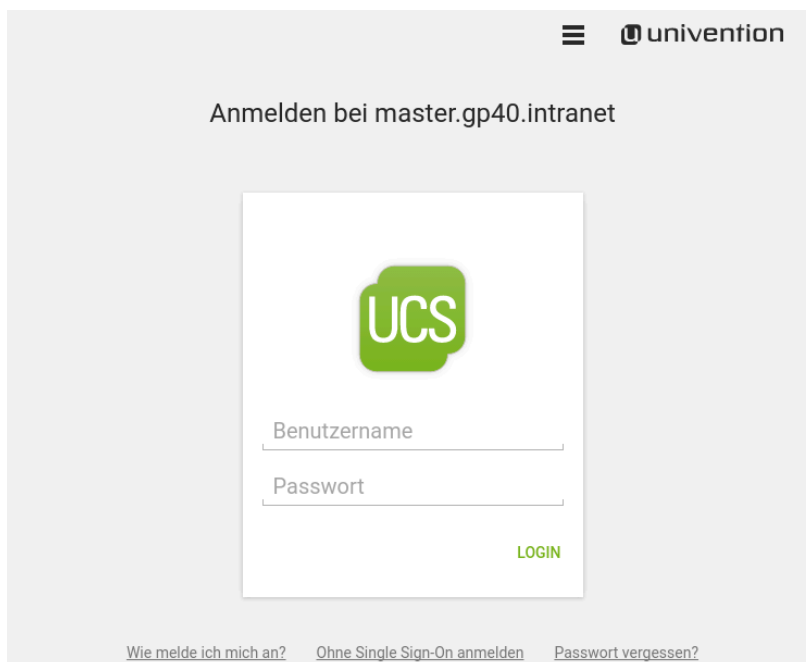 univention
Anmelden bei master.gp40.intranet
UCS
Benutzername
Passwort
LOGIN
Wie melde ich mich an? Ohne Single Sign-On anmelden Passwort vergessen?